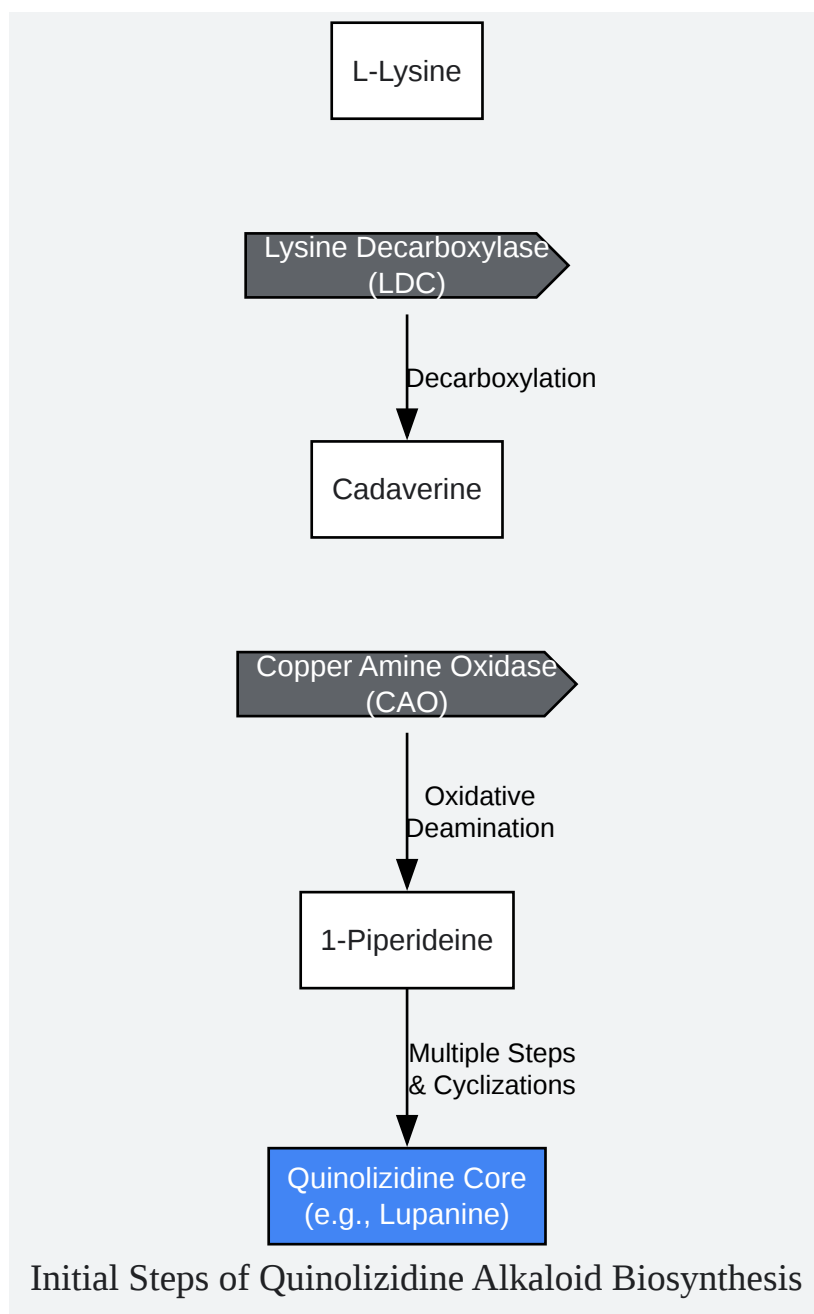 L-Lysine
Lysine Decarboxylase
(LDC)
Decarboxylation
Cadaverine
Copper Amine Oxidase
(CAO)
Oxidative
Deamination
1-Piperideine
Multiple Steps
& Cyclizations
Quinolizidine Core
(e.g., Lupanine)
Initial Steps of Quinolizidine Alkaloid Biosynthesis